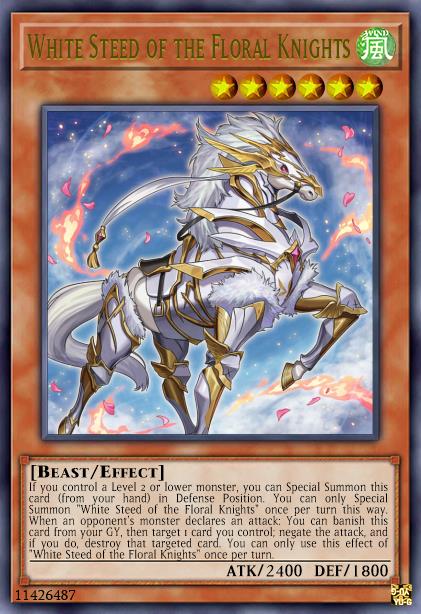 White Steed of the Floral Knights
WIND
風
[Beast/Effect]
If you control a Level 2 or lower monster, you can Special Summon this
card (from your hand) in Defense Position. You can only Special
Summon "White Steed of the Floral Knights" once per turn this way.
When an opponent's monster declares an attack: You can banish
this card from your GY, then target 1 card you control; negate the attack, and
if you do, destroy that targeted card. You can only use this effect of
"White Steed of the Floral Knights" once per turn.
ATK/2400 DEF/1800
11426487